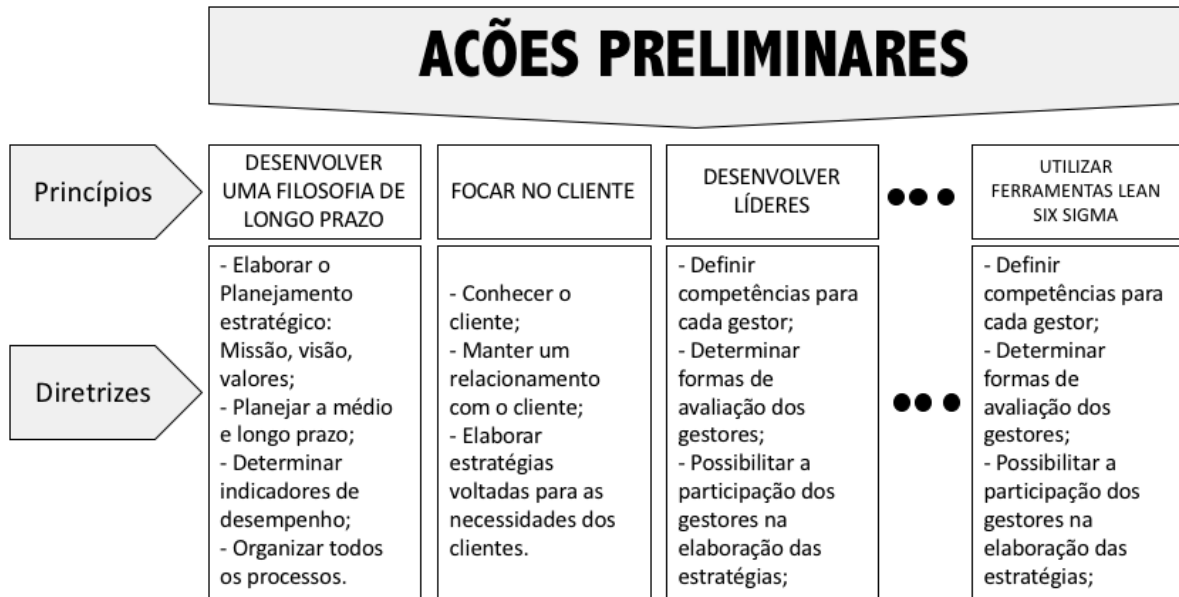 ACÕES PRELIMINARES
Princípios
DESENVOLVER
UMA FILOSOFIA DE
LONGO PRAZO
FOCAR NO CLIENTE
DESENVOLVER
LÍDERES
UTILIZAR
FERRAMENTAS LEAN
SIX SIGMA
Diretrizes
- Elaborar o
Planejamento
estratégico:
Missão, visão,
valores;
- Planejar a médio
e longo prazo;
- Determinar
indicadores de
desempenho;
- Organizar todos
os processos.
- Conhecer o
cliente;
- Manter um
relacionamento
com o cliente;
- Elaborar
estratégias
voltadas para as
necessidades dos
clientes.
- Definir
competências para
cada gestor;
- Determinar
formas de
avaliação dos
gestores;
- Possibilitar a
participação dos
gestores na
elaboração das
estratégias;
- Definir
competências para
cada gestor;
- Determinar
formas de
avaliação dos
gestores;
- Possibilitar a
participação dos
gestores na
elaboração das
estratégias;